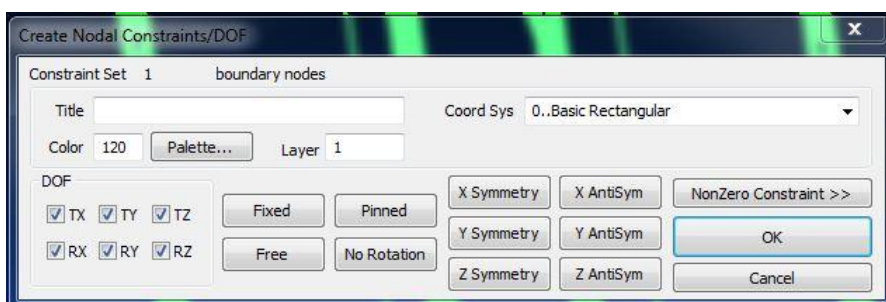 Create Nodal Constraints/DOF
X
Constraint Set 1 boundary nodes
Title Coord Sys 0..Basic Rectangular
Color 120 Palette... Layer 1
DOF
TX TY TZ
RX RY RZ
Fixed Pinned
Free No Rotation
X Symmetry X AntiSym
Y Symmetry Y AntiSym
Z Symmetry Z AntiSym
NonZero Constraint >>
OK
Cancel